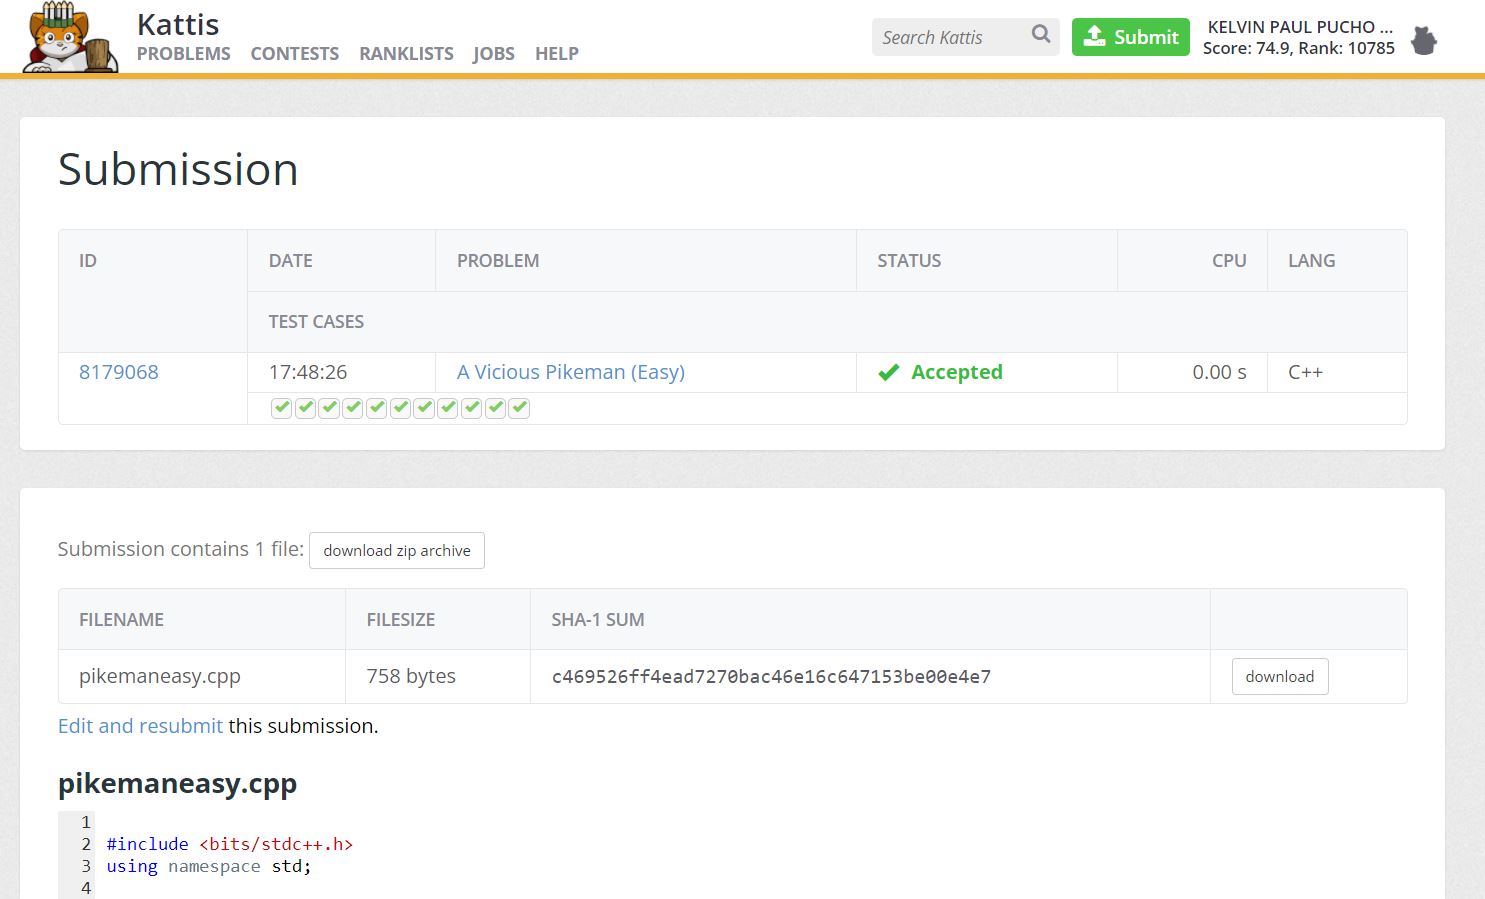 Kattis
PROBLEMS CONTESTS RANKLISTS JOBS HELP
Search Kattis
Submit
KELVIN PAUL PUCHO ...
Score: 74.9, Rank: 10785
Submission
ID DATE PROBLEM STATUS CPU LANG
TEST CASES
8179068 17:48:26 A Vicious Pikeman (Easy) Accepted 0.00 s C++
Submission contains 1 file: download zip archive
FILENAME FILESIZE SHA-1 SUM
pikemaneasy.cpp 758 bytes c469526ff4ead7270bac46e16c647153be00e4e7 download
Edit and resubmit this submission.
pikemaneasy.cpp
1
2 #include <bits/stdc++.h>
3 using namespace std;
4